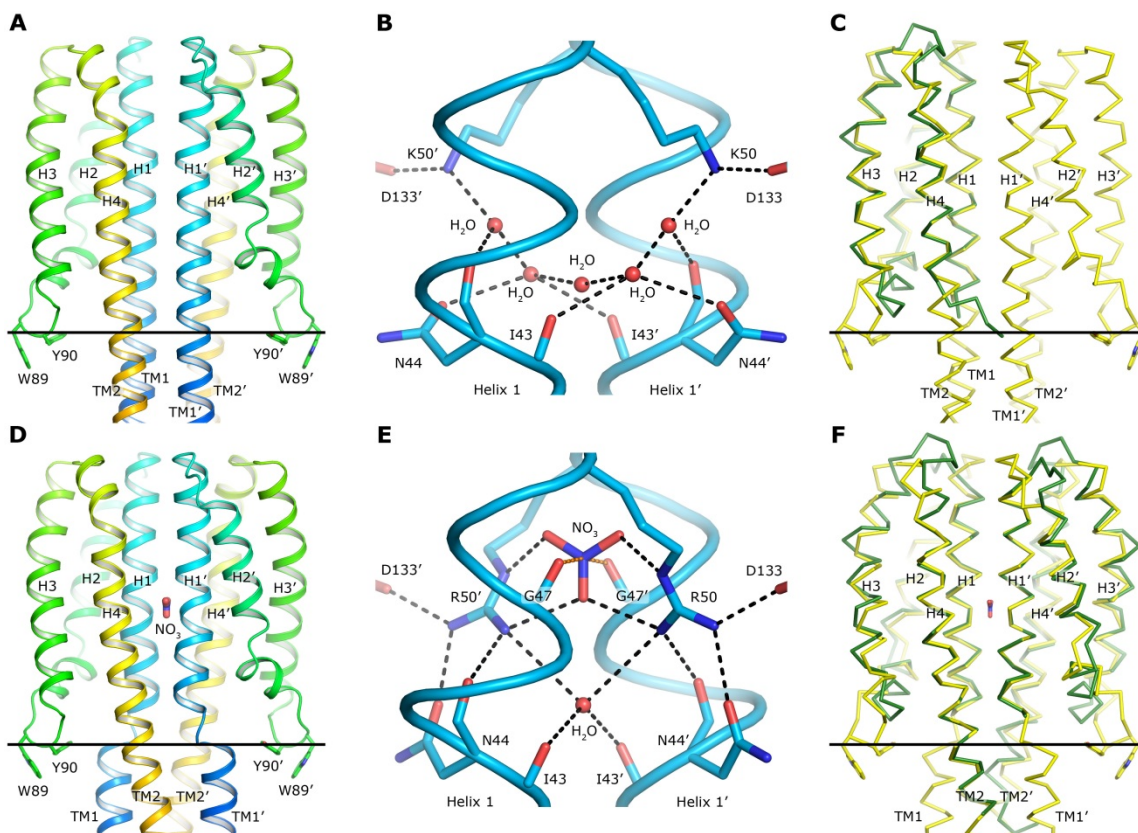 A
H3
H2
H1
H1′
H2′
H3′
H4
H4′
Y90
W89
TM1
TM2
TM2′
TM1′
Y90′
W89′
B
K50′
K50
D133′
D133
H2O
H2O
H2O
H2O
H2O
I43
I43′
N44
N44′
Helix 1
Helix 1′
C
H3
H2
H1
H1′
H2′
H3′
H4
H4′
TM1
TM2
TM2′
TM1′
D
H3
H2
H1
H1′
H2′
H3′
H4
H4′
NO3
Y90
W89
Y90′
W89′
TM1
TM2
TM2′
TM1′
E
NO3
D133′
D133
R50′
G47
G47′
R50
N44
H2O
N44′
I43
I43′
Helix 1
Helix 1′
F
H3
H2
H1
H1′
H2′
H3′
H4
H4′
TM1
TM2
TM2′
TM1′